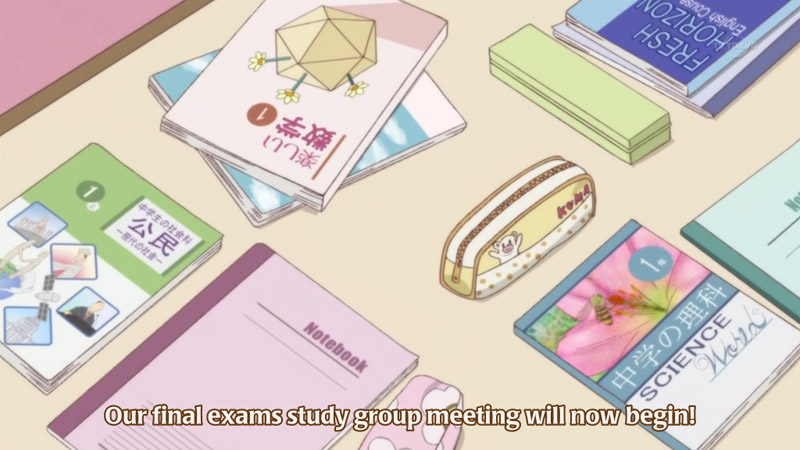 楽しい
数学
1
FRESH
HORIZON
English Course
KUMA
1
中学生の社会科
公民
―現代の社会―
Notebook
1年
中学の理科
SCIENCE
World
Our final exams study group meeting will now begin!